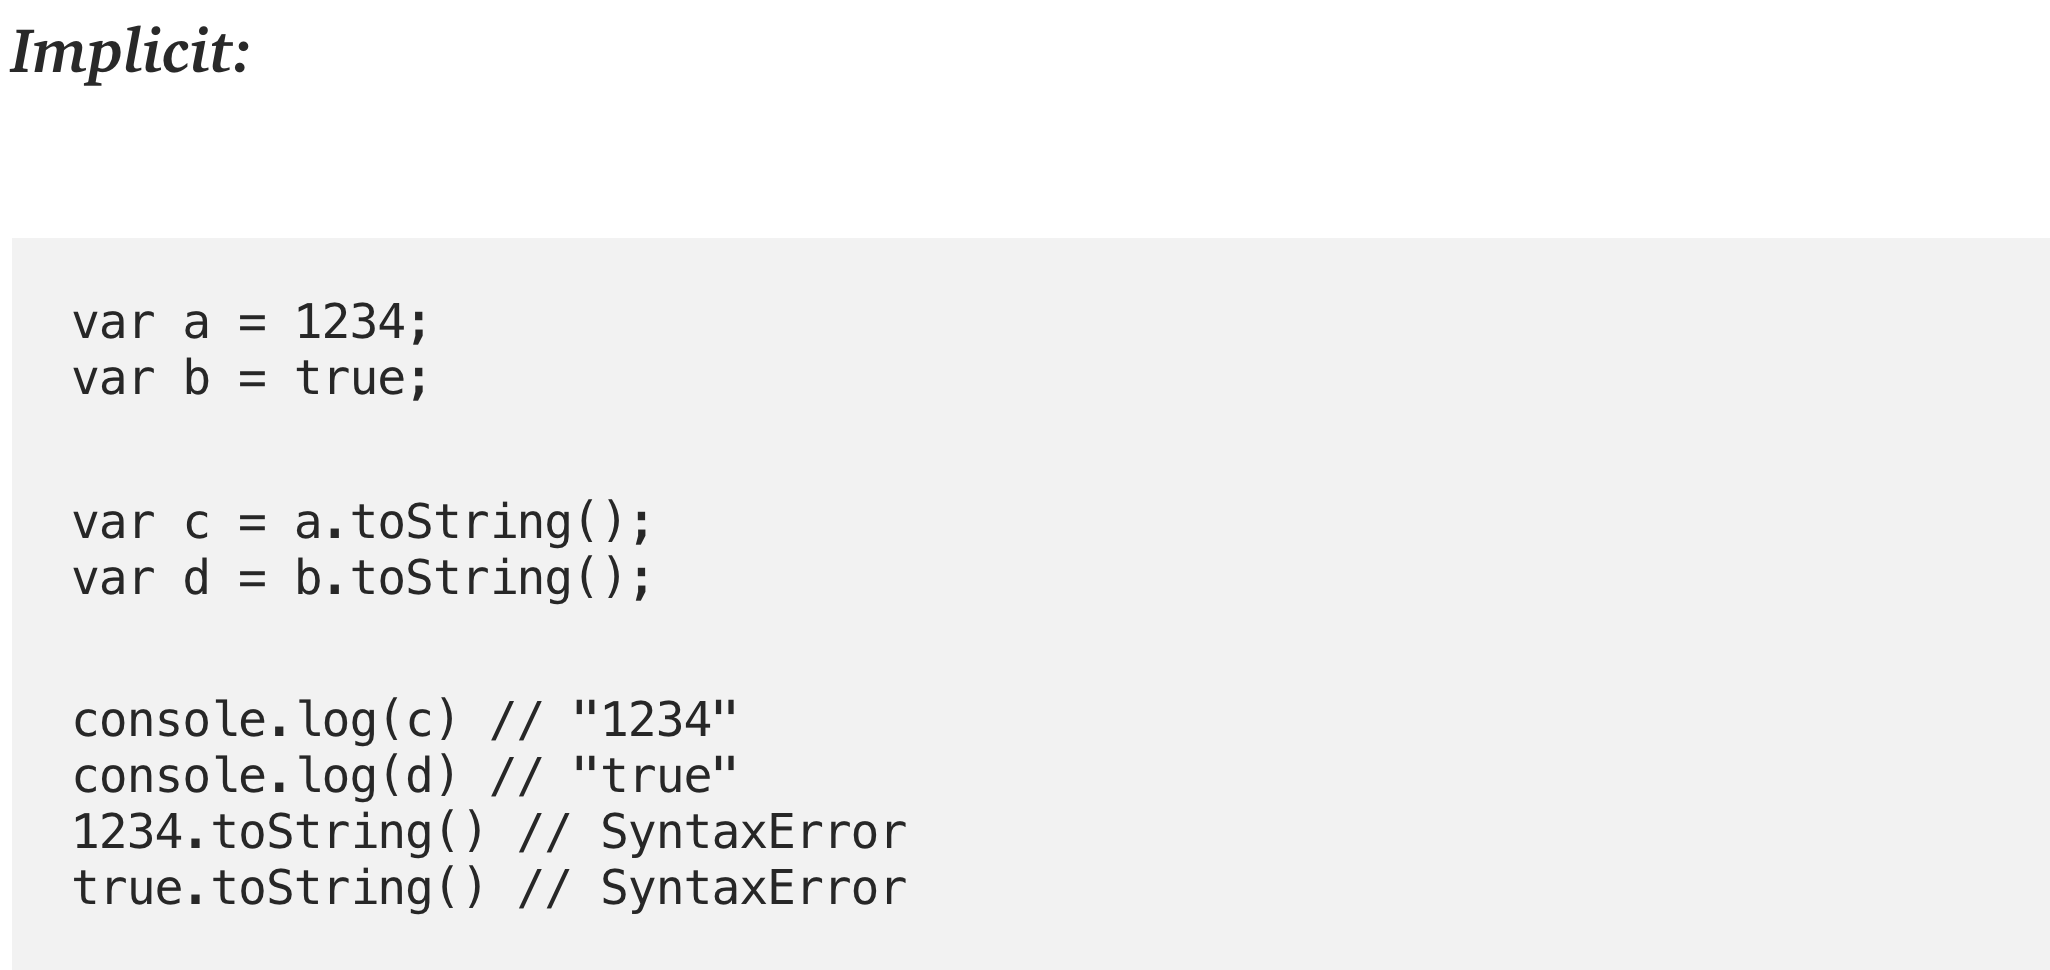 Implicit:
var a = 1234;
var b = true;
var c = a.toString();
var d = b.toString();
console.log(c) // "1234"
console.log(d) // "true"
1234.toString() // SyntaxError
true.toString() // SyntaxError